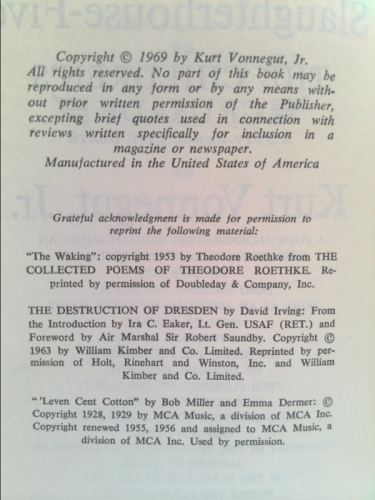 Copyright © 1969 by Kurt Vonnegut, Jr.
All rights reserved. No part of this book may be
reproduced in any form or by any means with-
out prior written permission of the Publisher,
excepting brief quotes used in connection with
reviews written specifically for inclusion in a
magazine or newspaper.
Manufactured in the United States of America
Grateful acknowledgment is made for permission to
reprint the following material:
"The Waking": copyright 1953 by Theodore Roethke from THE
COLLECTED POEMS OF THEODORE ROETHKE. Re-
printed by permission of Doubleday & Company, Inc.
THE DESTRUCTION OF DRESDEN by David Irving: From
the Introduction by Ira C. Eaker, Lt. Gen. USAF (RET.) and
Foreword by Air Marshal Sir Robert Saundby. Copyright ©
1963 by William Kimber and Co. Limited. Reprinted by per-
mission of Holt, Rinehart and Winston, Inc. and William
Kimber and Co. Limited.
" 'Leven Cent Cotton" by Bob Miller and Emma Dermer: ©
Copyright 1928, 1929 by MCA Music, a division of MCA Inc.
Copyright renewed 1955, 1956 and assigned to MCA Music, a
division of MCA Inc. Used by permission.